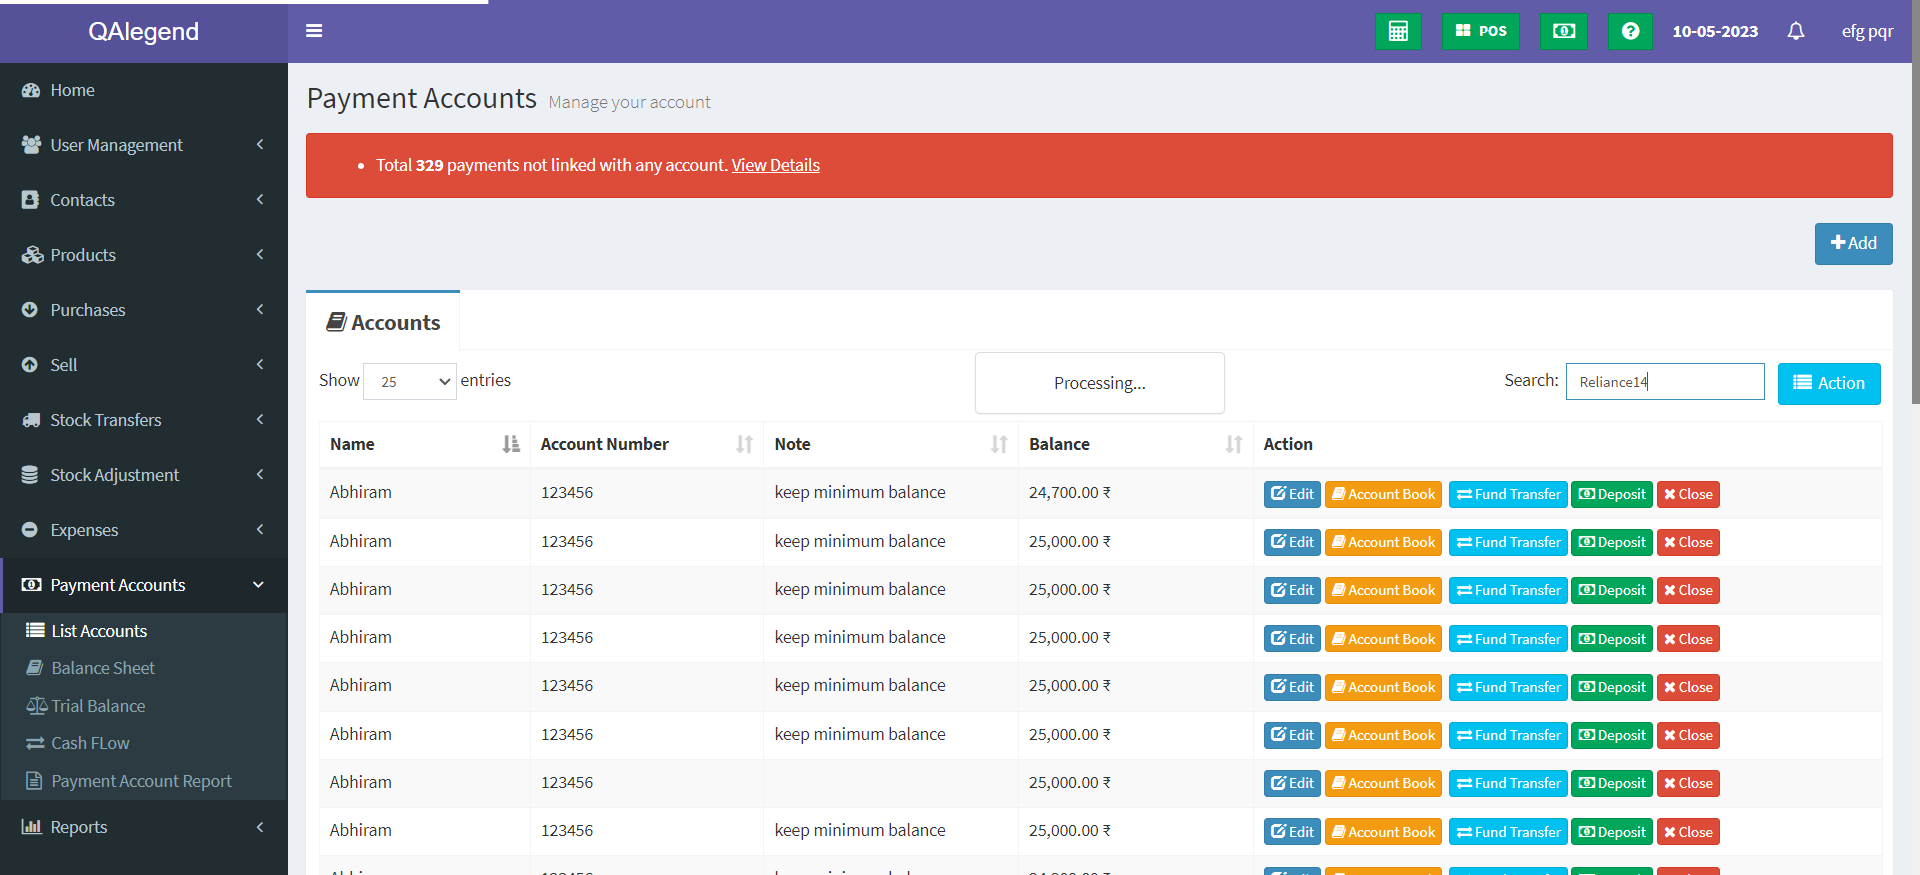 QAlegend
POS
10-05-2023
efg pqr
Home
User Management
Contacts
Products
Purchases
Sell
Stock Transfers
Stock Adjustment
Expenses
Payment Accounts
List Accounts
Balance Sheet
Trial Balance
Cash FLow
Payment Account Report
Reports
Payment Accounts Manage your account
Total 329 payments not linked with any account. View Details
Add
Accounts
Show 25 entries
Processing...
Search: Reliance14
Action
Name Account Number Note Balance Action
Abhiram 123456 keep minimum balance 24,700.00 ₹ Edit Account Book Fund Transfer Deposit Close
Abhiram 123456 keep minimum balance 25,000.00 ₹ Edit Account Book Fund Transfer Deposit Close
Abhiram 123456 keep minimum balance 25,000.00 ₹ Edit Account Book Fund Transfer Deposit Close
Abhiram 123456 keep minimum balance 25,000.00 ₹ Edit Account Book Fund Transfer Deposit Close
Abhiram 123456 keep minimum balance 25,000.00 ₹ Edit Account Book Fund Transfer Deposit Close
Abhiram 123456 keep minimum balance 25,000.00 ₹ Edit Account Book Fund Transfer Deposit Close
Abhiram 123456 25,000.00 ₹ Edit Account Book Fund Transfer Deposit Close
Abhiram 123456 keep minimum balance 25,000.00 ₹ Edit Account Book Fund Transfer Deposit Close